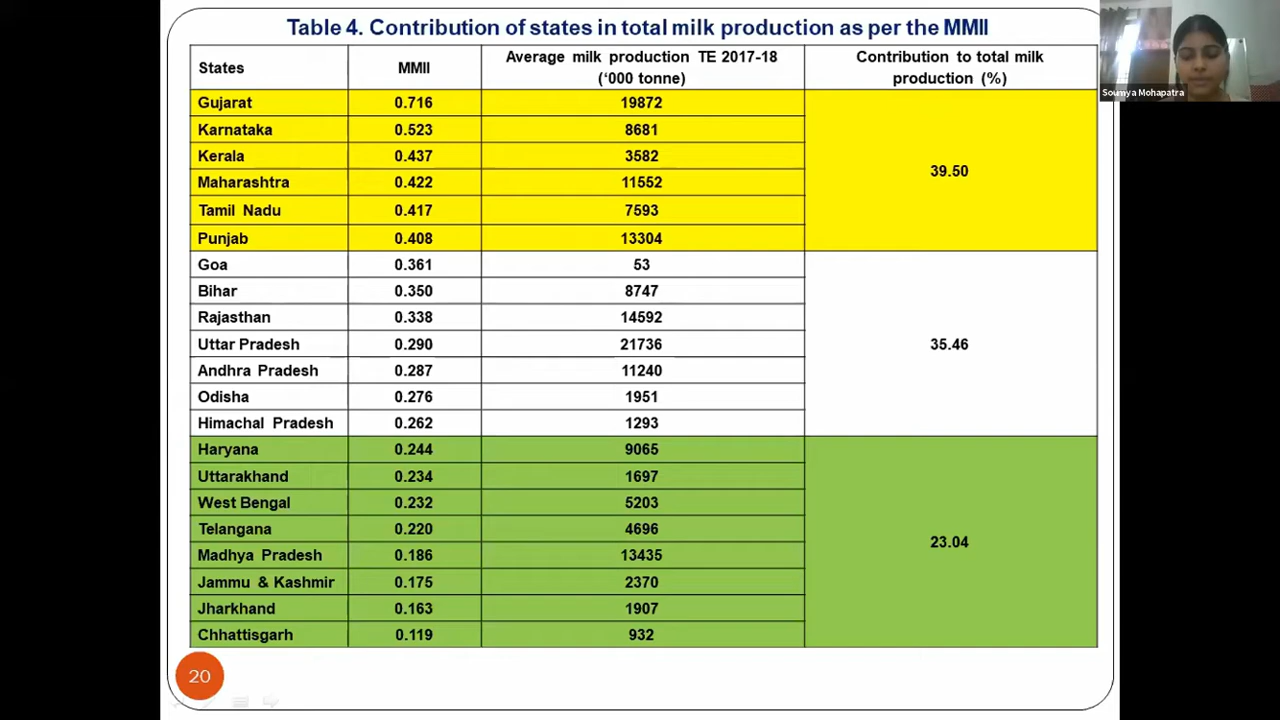 Table 4. Contribution of states in total milk production as per the MMII
States MMII Average milk production TE 2017-18 (‘000 tonne) Contribution to total milk production (%)
Gujarat 0.716 19872
Karnataka 0.523 8681
Kerala 0.437 3582
39.50
Maharashtra 0.422 11552
Tamil Nadu 0.417 7593
Punjab 0.408 13304
Goa 0.361 53
Bihar 0.350 8747
Rajasthan 0.338 14592
Uttar Pradesh 0.290 21736 35.46
Andhra Pradesh 0.287 11240
Odisha 0.276 1951
Himachal Pradesh 0.262 1293
Haryana 0.244 9065
Uttarakhand 0.234 1697
West Bengal 0.232 5203
Telangana 0.220 4696
23.04
Madhya Pradesh 0.186 13435
Jammu & Kashmir 0.175 2370
Jharkhand 0.163 1907
Chhattisgarh 0.119 932
20
Soumya Mohapatra